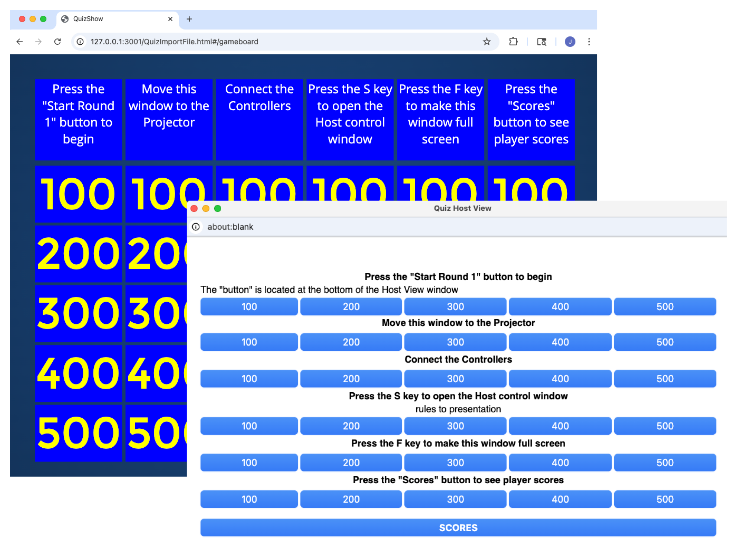 QuizShow
127.0.0.1:3001/QuizImportFile.html#/gameboard
J
Press the "Start Round 1" button to begin
Move this window to the Projector
Connect the Controllers
Press the S key to open the Host control window
Press the F key to make this window full screen
Press the "Scores" button to see player scores
100 100 100 100 100 100
200 200
300 300
400 400
500 500
Quiz Host View
about:blank
Press the "Start Round 1" button to begin
The "button" is located at the bottom of the Host View window
100 200 300 400 500
Move this window to the Projector
100 200 300 400 500
Connect the Controllers
100 200 300 400 500
Press the S key to open the Host control window
rules to presentation
100 200 300 400 500
Press the F key to make this window full screen
100 200 300 400 500
Press the "Scores" button to see player scores
100 200 300 400 500
SCORES